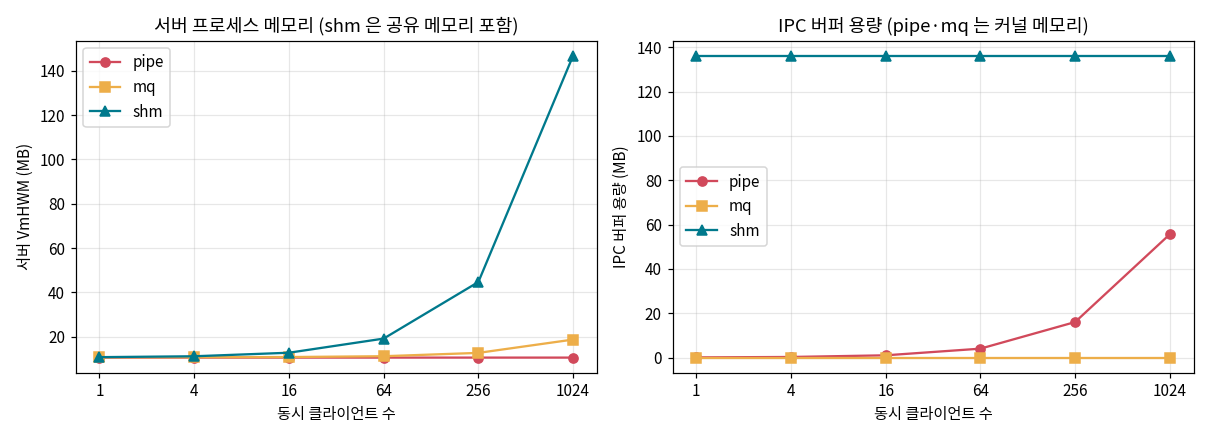 서버 프로세스 메모리 (shm 은 공유 메모리 포함)
pipe
mq
shm
서버 VmHWM (MB)
140
120
100
80
60
40
20
1 4 16 64 256 1024
동시 클라이언트 수
IPC 버퍼 용량 (pipe·mq 는 커널 메모리)
pipe
mq
shm
IPC 버퍼 용량 (MB)
140
120
100
80
60
40
20
0
1 4 16 64 256 1024
동시 클라이언트 수